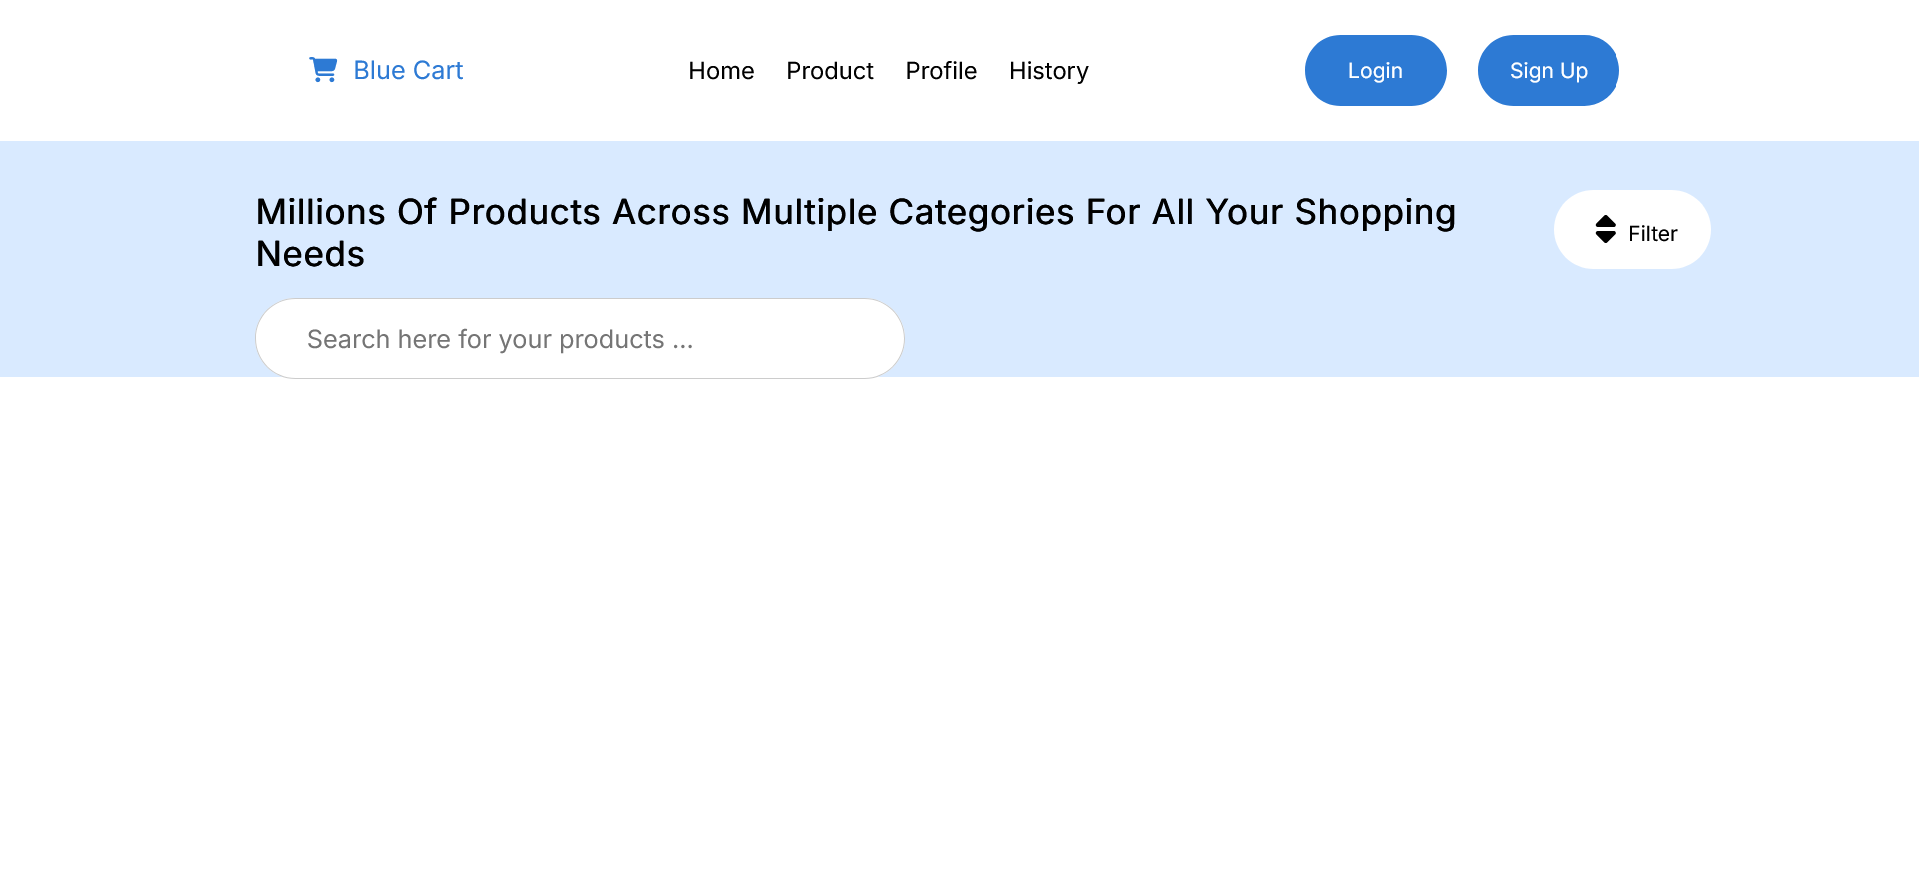 Blue Cart
Home Product Profile History
Login Sign Up
Millions Of Products Across Multiple Categories For All Your Shopping
Needs
Filter
Search here for your products ...